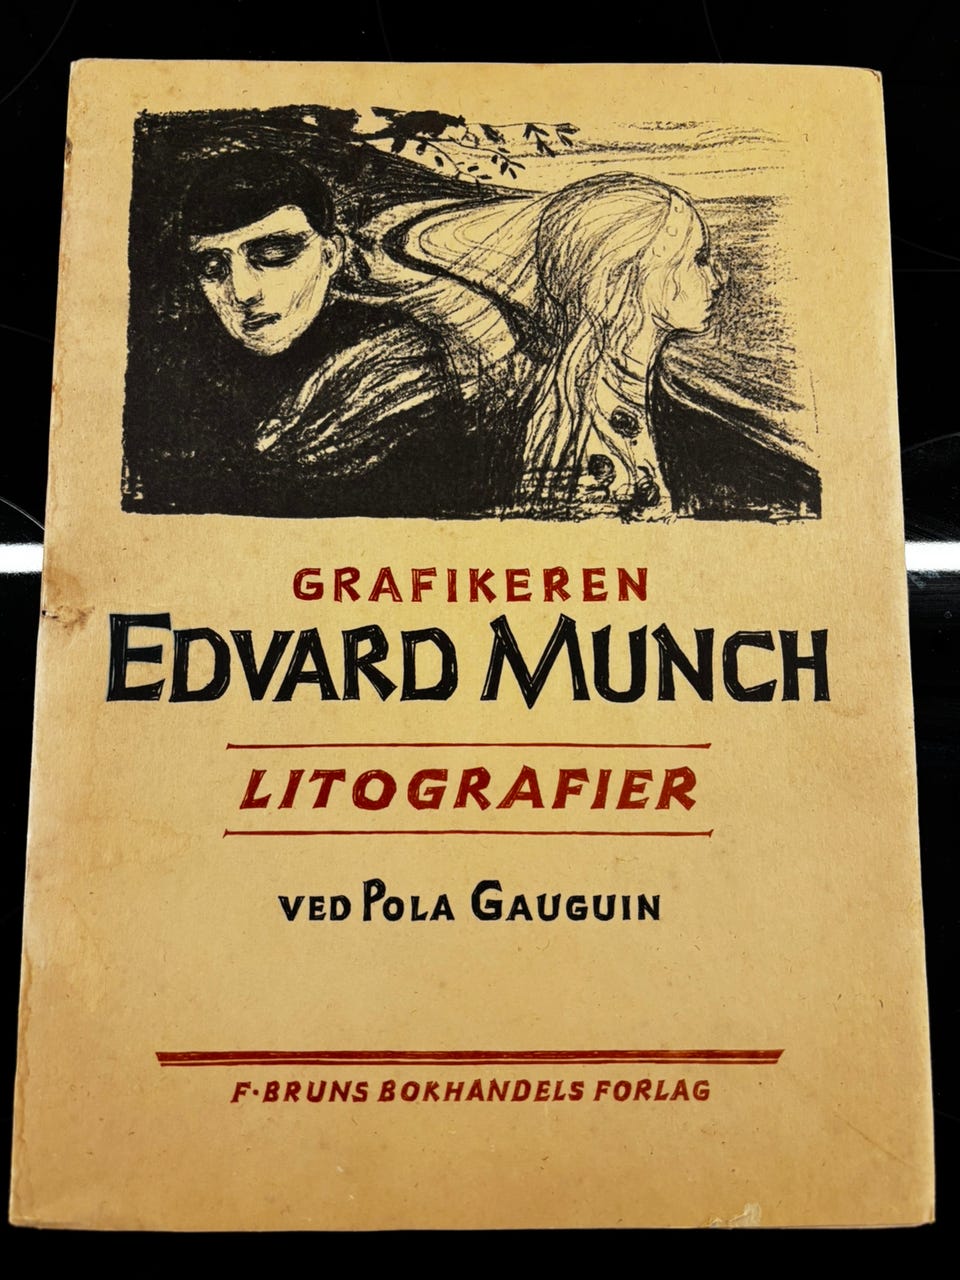 GRAFIKEREN
EDVARD MUNCH
LITOGRAFIER
VED POLA GAUGUIN
F·BRUNS BOKHANDELS FORLAG